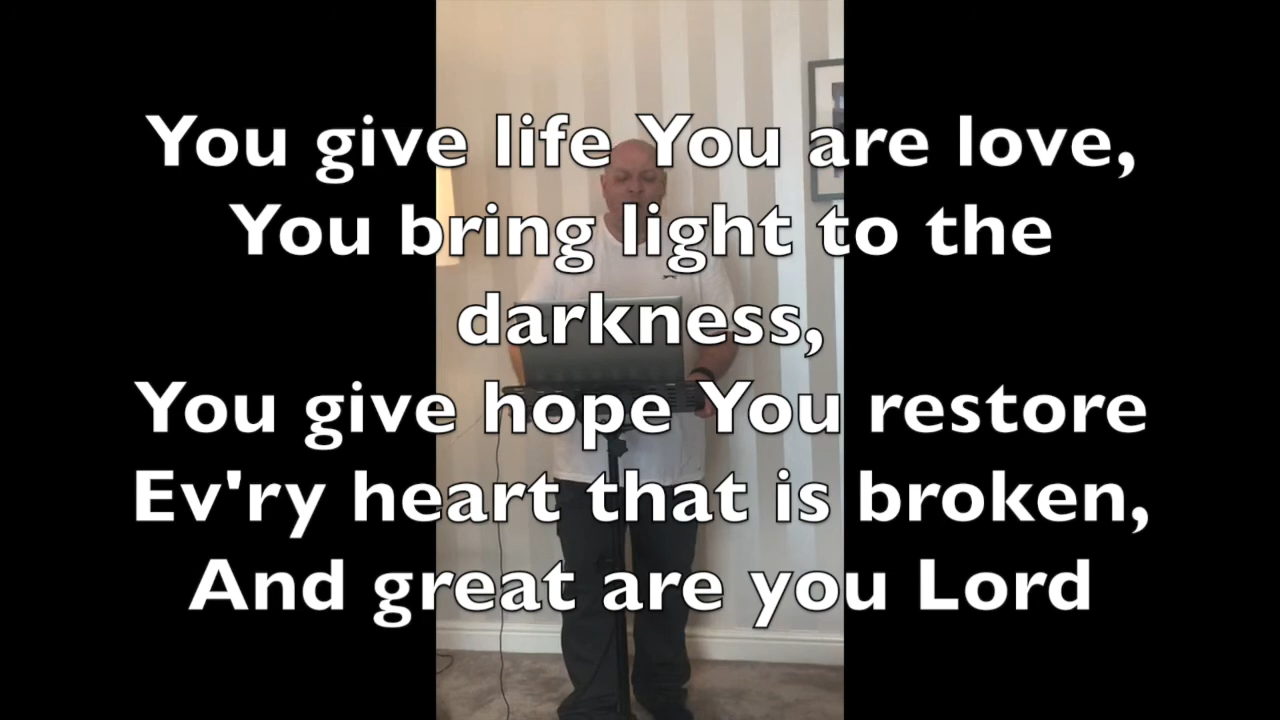 You give life You are love,
You bring light to the
darkness,
You give hope You restore
Ev'ry heart that is broken,
And great are you Lord